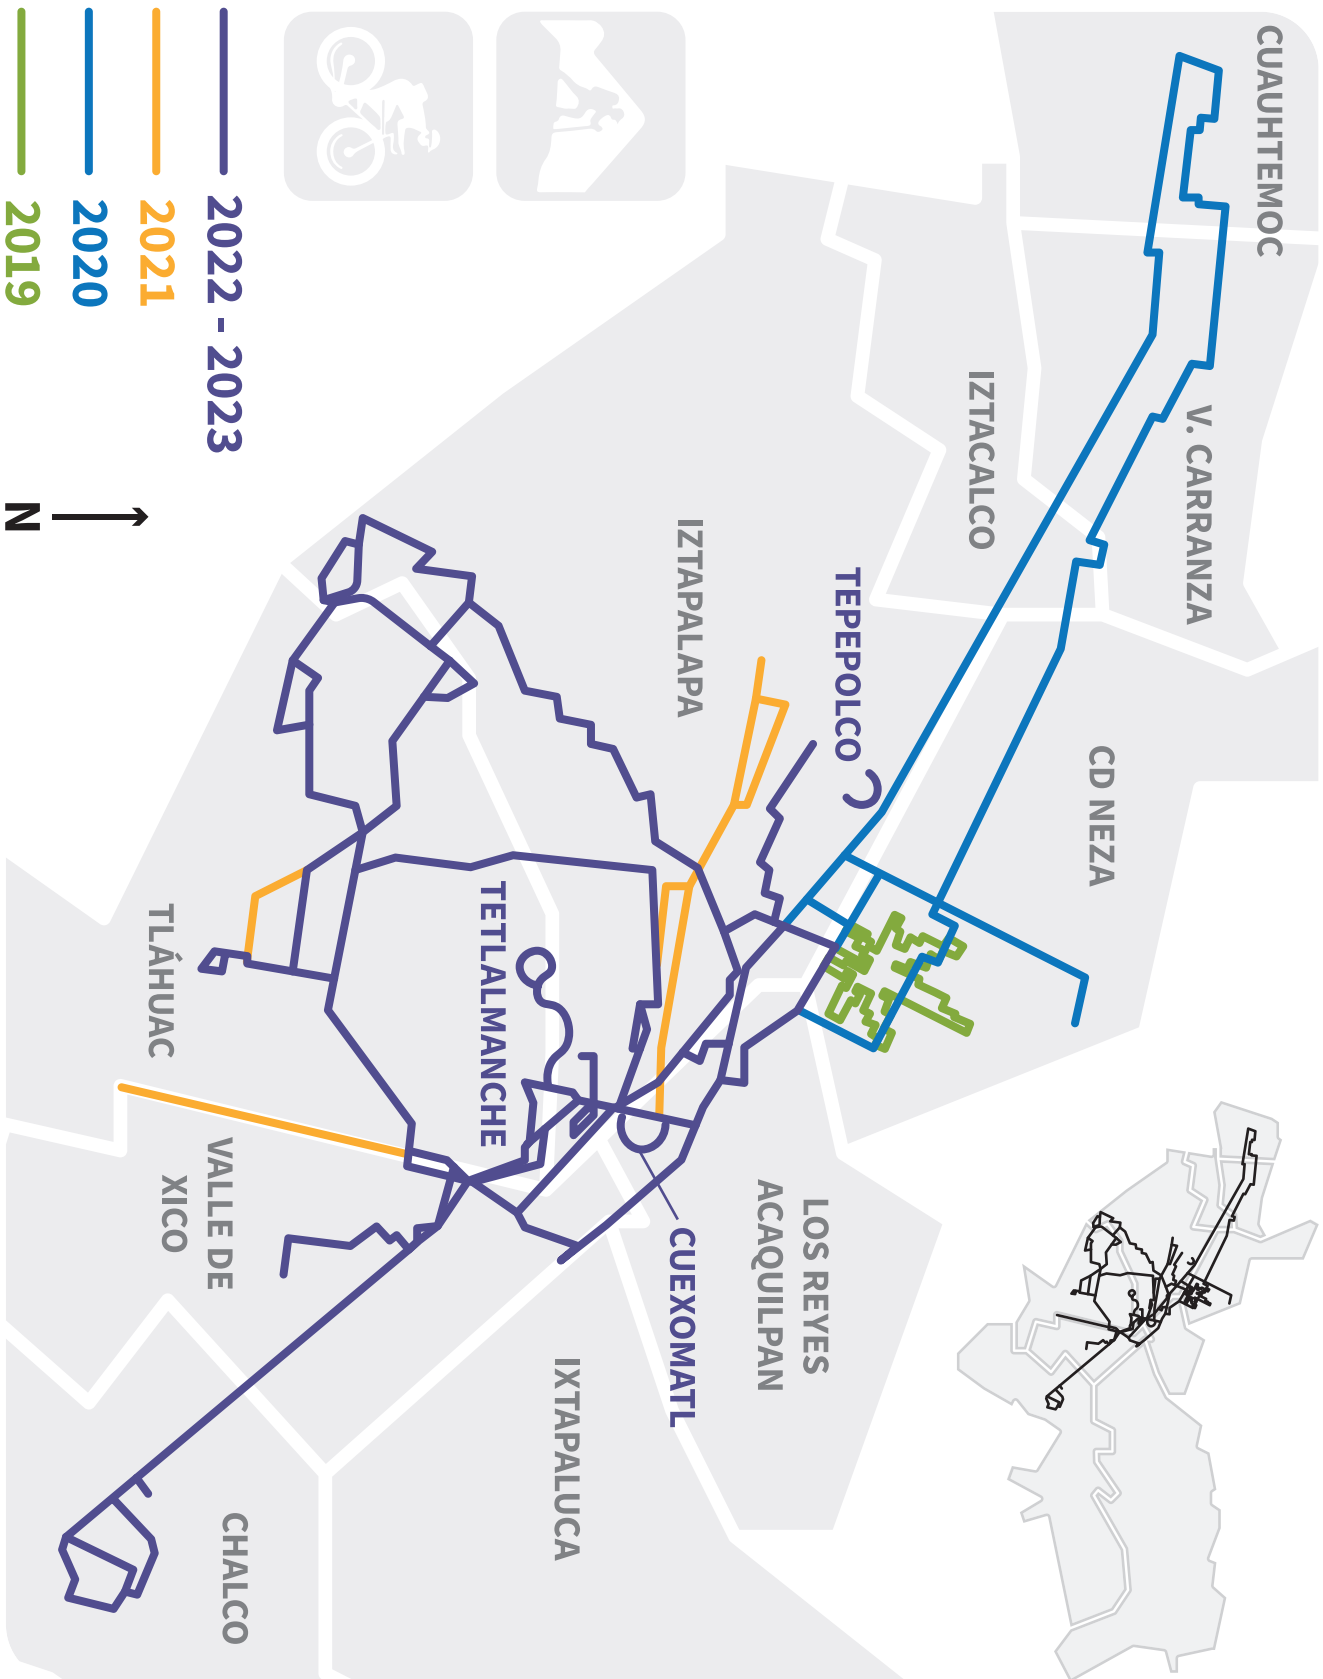 CUAUHTEMOC
V. CARRANZA
IZTACALCO
CD NEZA
TEPEPOLCO
IZTAPALAPA
LOS REYES
ACAQUILPAN
CUEXOMATL
TETLALMANCHE
IXTAPALUCA
TLÁHUAC
VALLE DE
XICO
CHALCO
2022 - 2023
2021
2020
2019
N